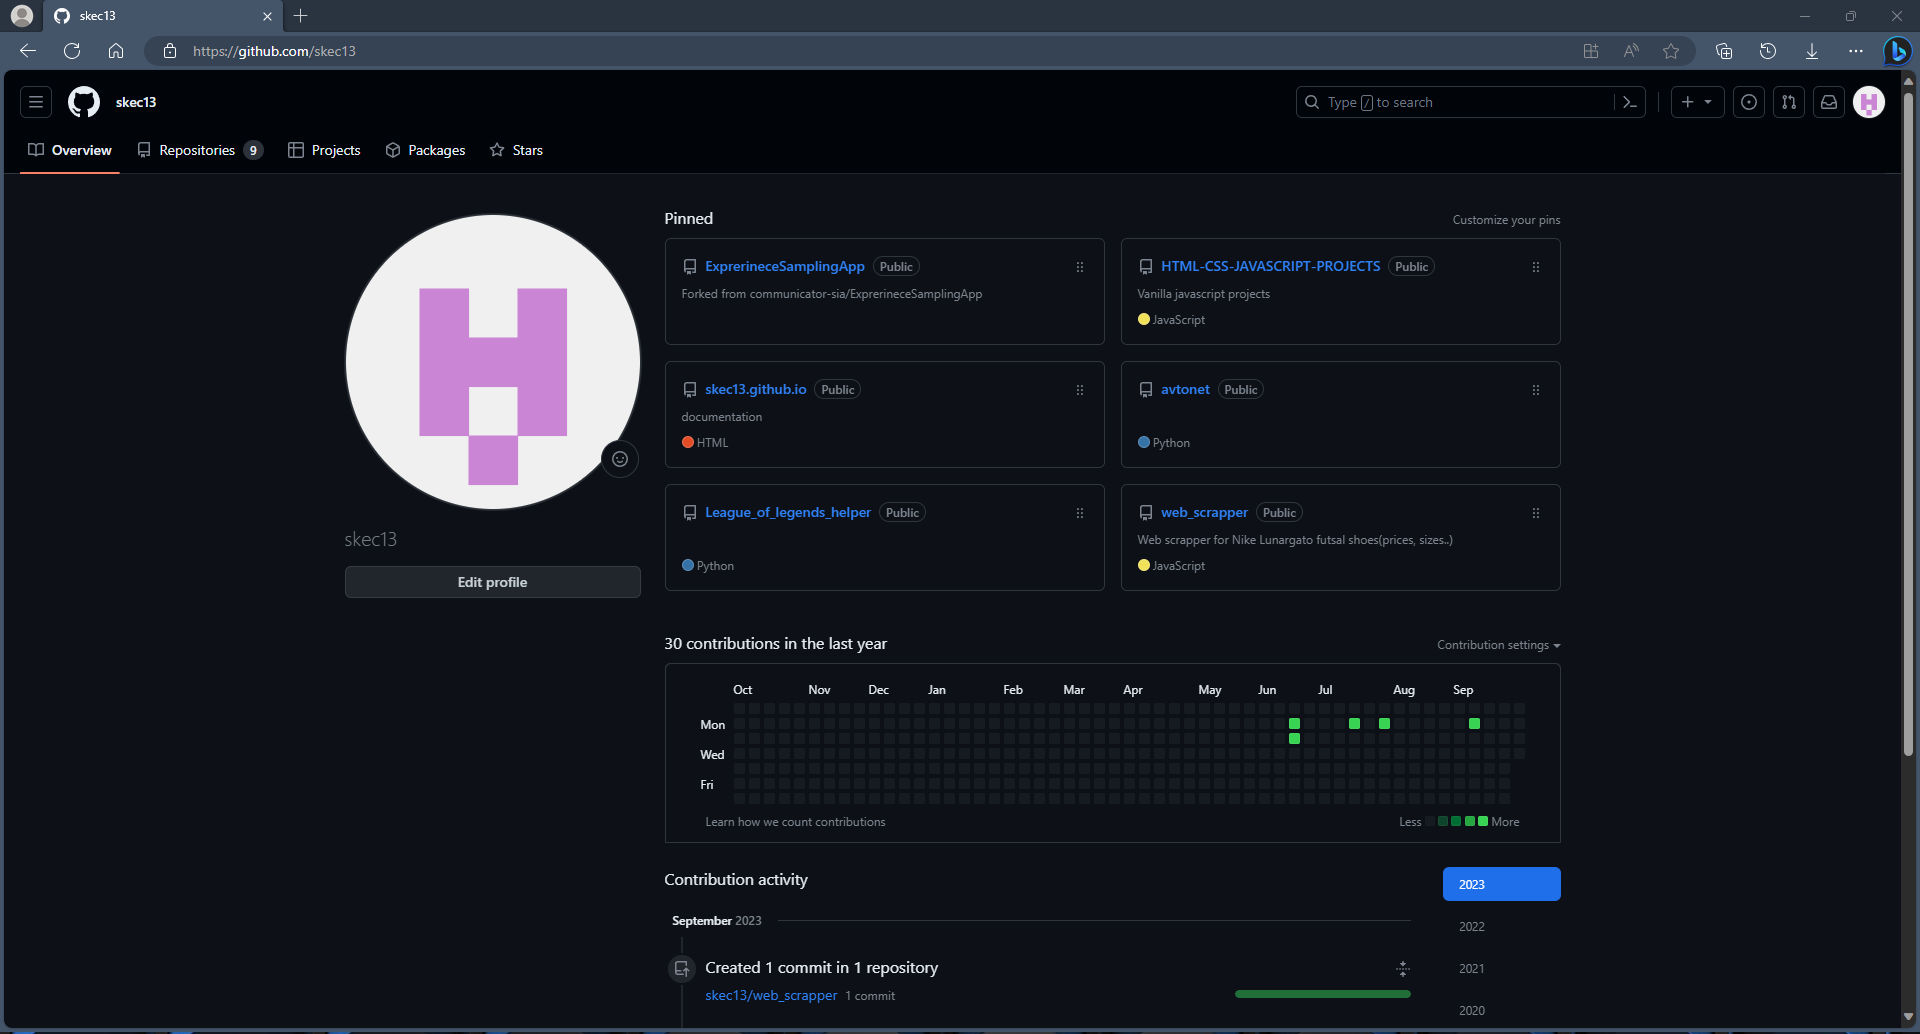 skec13
https://github.com/skec13
skec13
Type / to search
Overview
Repositories 9
Projects
Packages
Stars
skec13
Edit profile
Pinned
Customize your pins
ExprerineceSamplingApp Public
Forked from communicator-sia/ExprerineceSamplingApp
HTML-CSS-JAVASCRIPT-PROJECTS Public
Vanilla javascript projects
JavaScript
skec13.github.io Public
documentation
HTML
avtonet Public
Python
League_of_legends_helper Public
Python
web_scrapper Public
Web scrapper for Nike Lunargato futsal shoes(prices, sizes..)
JavaScript
30 contributions in the last year
Contribution settings
Oct Nov Dec Jan Feb Mar Apr May Jun Jul Aug Sep
Mon
Wed
Fri
Learn how we count contributions
Less More
Contribution activity
2023
September 2023
2022
Created 1 commit in 1 repository
2021
skec13/web_scrapper 1 commit
2020